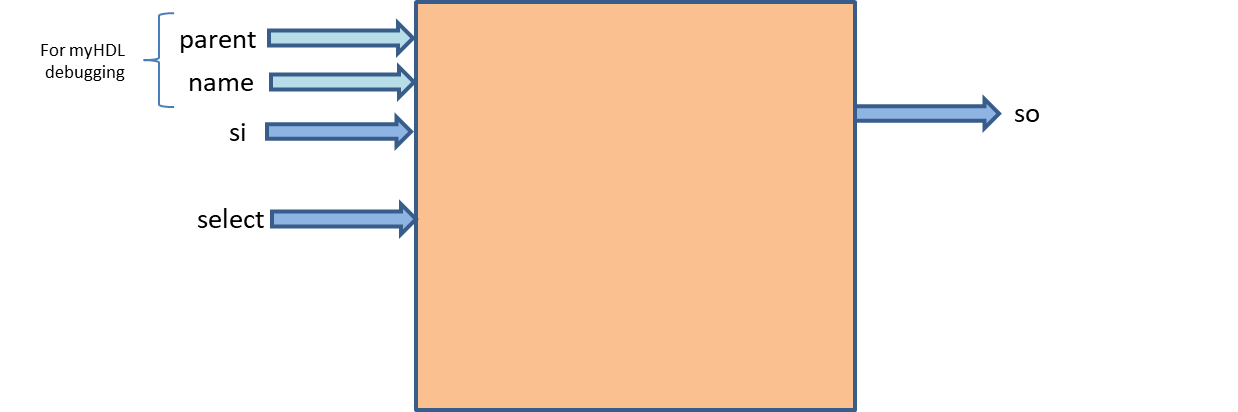 For myHDL
debugging
parent
name
si
select
so